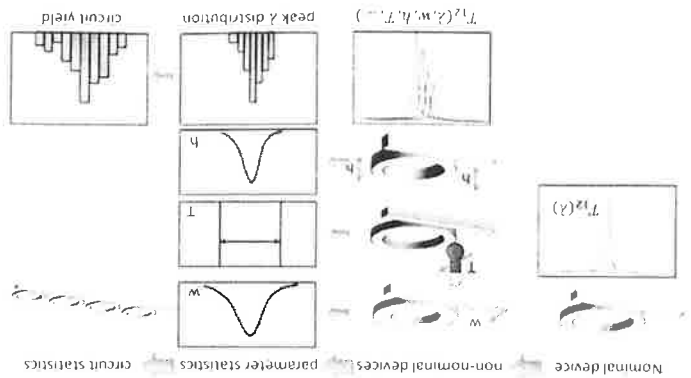 Nominal device
non-nominal devices
parameter statistics
circuit statistics
w
w
T₁₂(λ)
T
T
h
h
h
T₁₂(λ, w, h, T, ...)
peak λ distribution
circuit yield